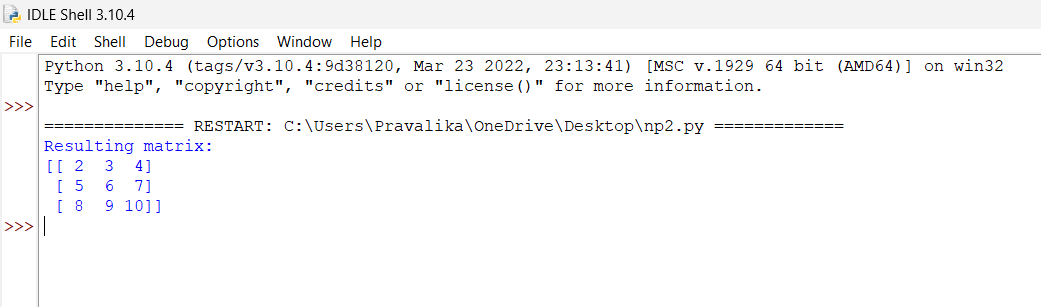 IDLE Shell 3.10.4
File Edit Shell Debug Options Window Help
Python 3.10.4 (tags/v3.10.4:9d38120, Mar 23 2022, 23:13:41) [MSC v.1929 64 bit (AMD64)] on win32
Type "help", "copyright", "credits" or "license()" for more information.
>>>
============== RESTART: C:\Users\Pravalika\OneDrive\Desktop\np2.py =============
Resulting matrix:
[[ 2  3  4]
 [ 5  6  7]
 [ 8  9 10]]
>>>